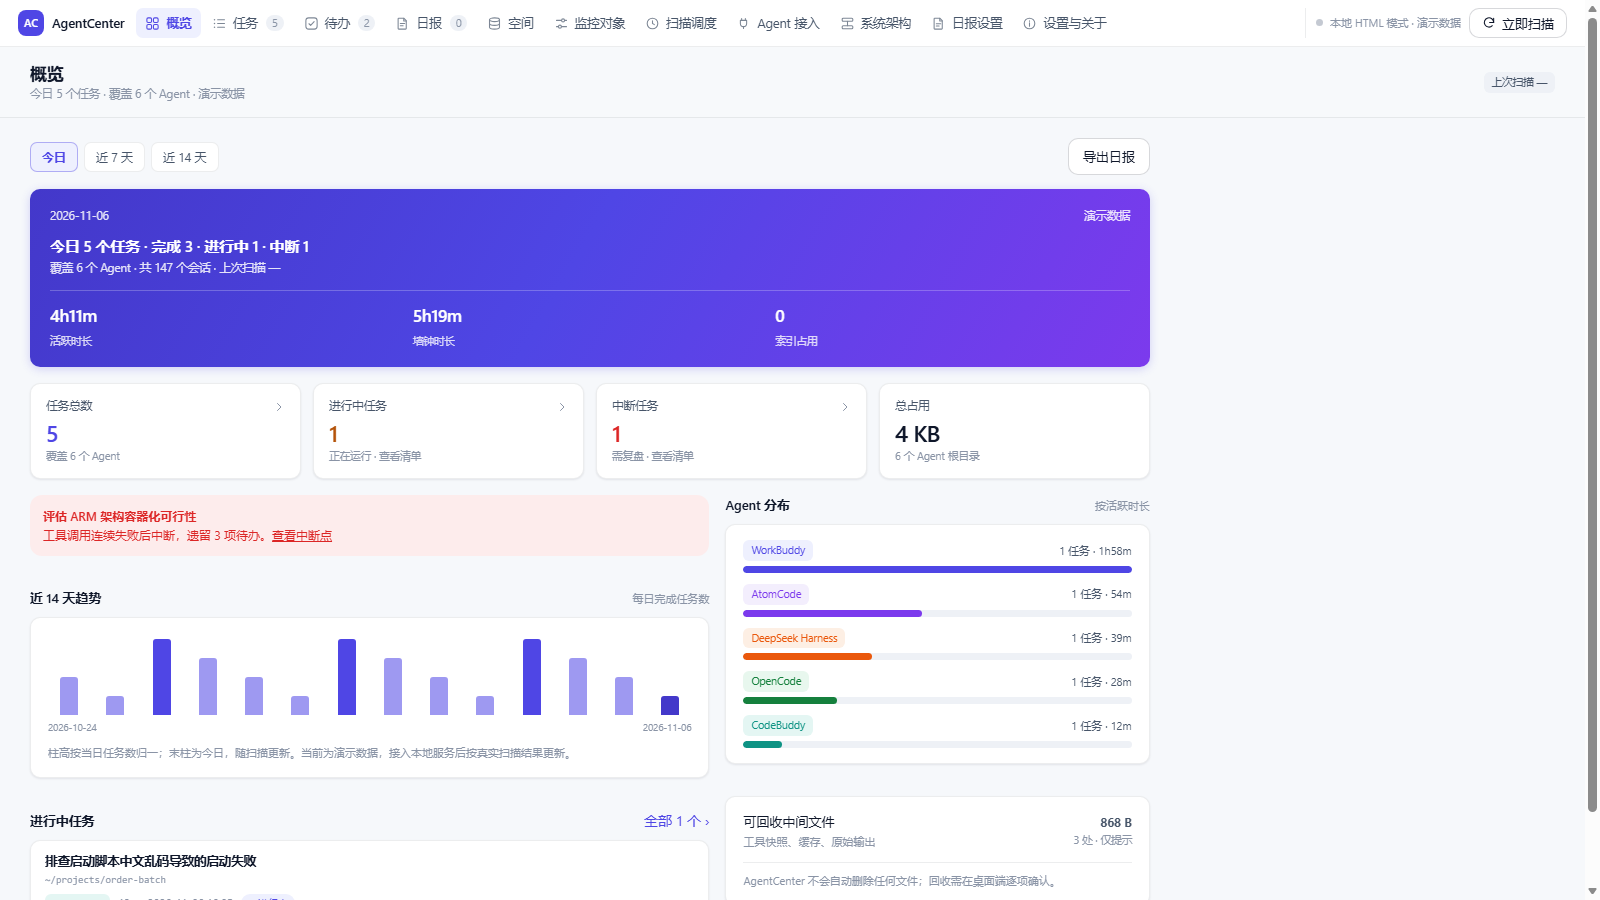 AC AgentCenter 概览 任务 5 待办 2 日报 0 空间 监控对象 扫描调度 Agent 接入 系统架构 日报设置 设置与关于 本地 HTML 模式 · 演示数据 立即扫描
概览
今日 5 个任务 · 覆盖 6 个 Agent · 演示数据
上次扫描 —
今日 近 7 天 近 14 天 导出日报
2026-11-06 演示数据
今日 5 个任务 · 完成 3 · 进行中 1 · 中断 1
覆盖 6 个 Agent · 共 147 个会话 · 上次扫描 —
4h11m 5h19m 0
活跃时长 墙钟时长 索引占用
任务总数
5
覆盖 6 个 Agent
进行中任务
1
正在运行 · 查看清单
中断任务
1
需复盘 · 查看清单
总占用
4 KB
6 个 Agent 根目录
评估 ARM 架构容器化可行性
工具调用连续失败后中断，遗留 3 项待办。查看中断点
近 14 天趋势 每日完成任务数
2026-10-24 2026-11-06
柱高按当日任务数归一；末柱为今日，随扫描更新。当前为演示数据，接入本地服务后按真实扫描结果更新。
Agent 分布 按活跃时长
WorkBuddy 1 任务 · 1h58m
AtomCode 1 任务 · 54m
DeepSeek Harness 1 任务 · 39m
OpenCode 1 任务 · 28m
CodeBuddy 1 任务 · 12m
进行中任务 全部 1 个 ›
排查启动脚本中文乱码导致的启动失败
~/projects/order-batch
可回收中间文件 868 B
工具快照、缓存、原始输出 3 处 · 仅提示
AgentCenter 不会自动删除任何文件；回收需在桌面端逐项确认。